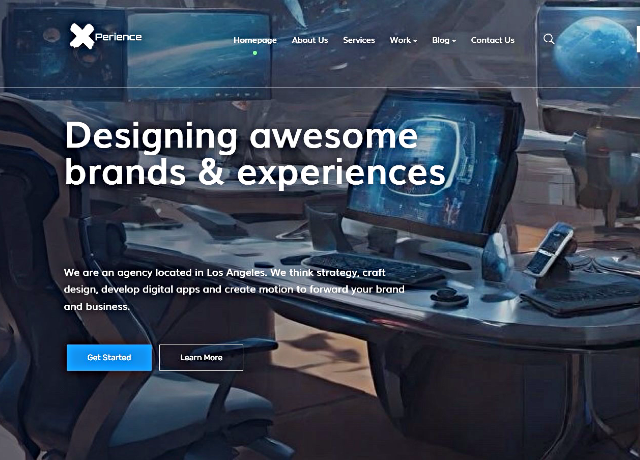 Perience
Homepage About Us Services Work Blog Contact Us
Designing awesome
brands & experiences
We are an agency located in Los Angeles. We think strategy, craft
design, develop digital apps and create motion to forward your brand
and business.
Get Started Learn More